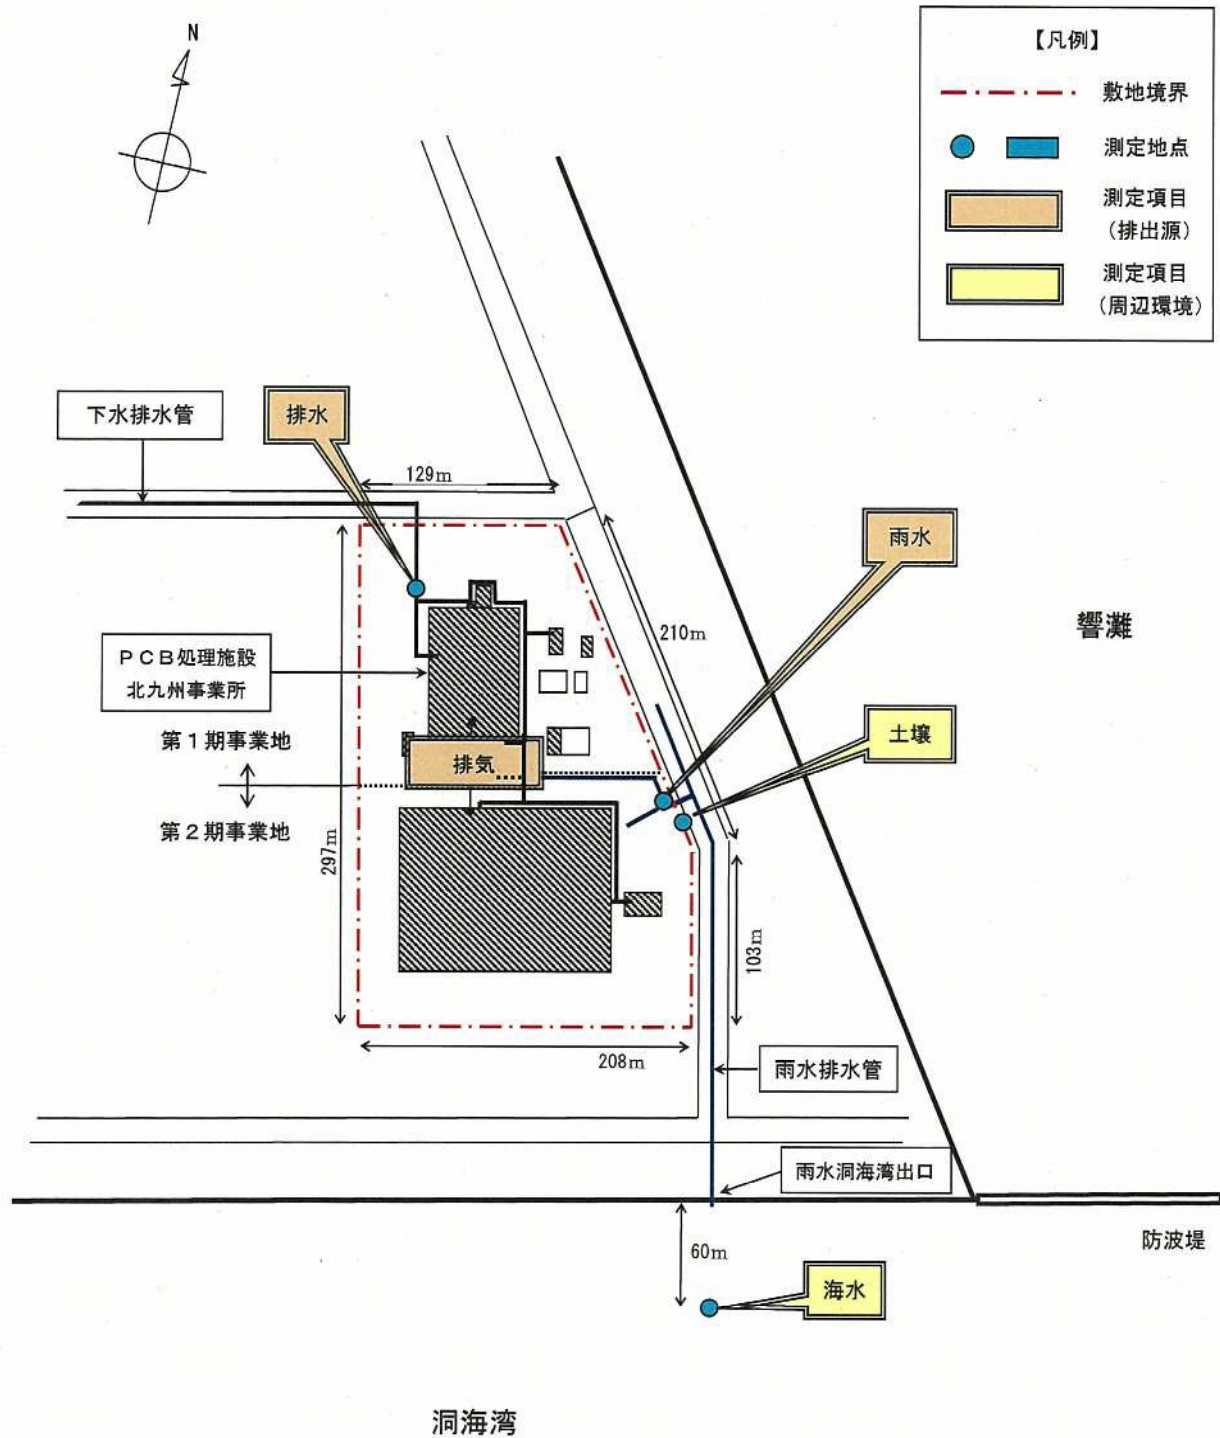 N
【凡例】
敷地境界
測定地点
測定項目
（排出源）
測定項目
（周辺環境）
下水排水管
排水
129m
雨水
210m
響灘
ＰＣＢ処理施設
北九州事業所
土壌
第１期事業地
排気
第２期事業地
297m
103m
208m
雨水排水管
雨水洞海湾出口
60m
防波堤
海水
洞海湾